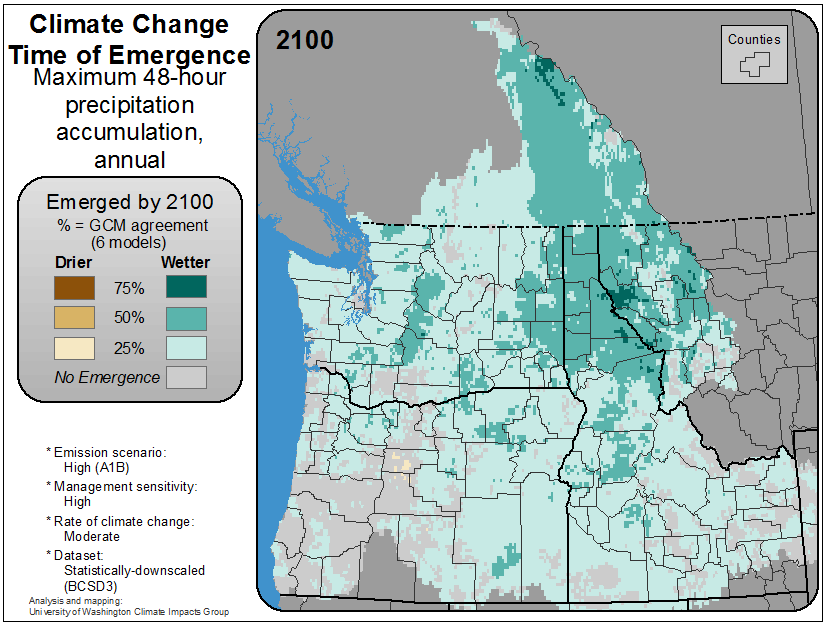 Climate Change
Time of Emergence
Maximum 48-hour
precipitation
accumulation,
annual
Emerged by 2100
% = GCM agreement
(6 models)
Drier Wetter
75%
50%
25%
No Emergence
* Emission scenario:
High (A1B)
* Management sensitivity:
High
* Rate of climate change:
Moderate
* Dataset:
Statistically-downscaled
(BCSD3)
Analysis and mapping:
University of Washington Climate Impacts Group
2100
Counties